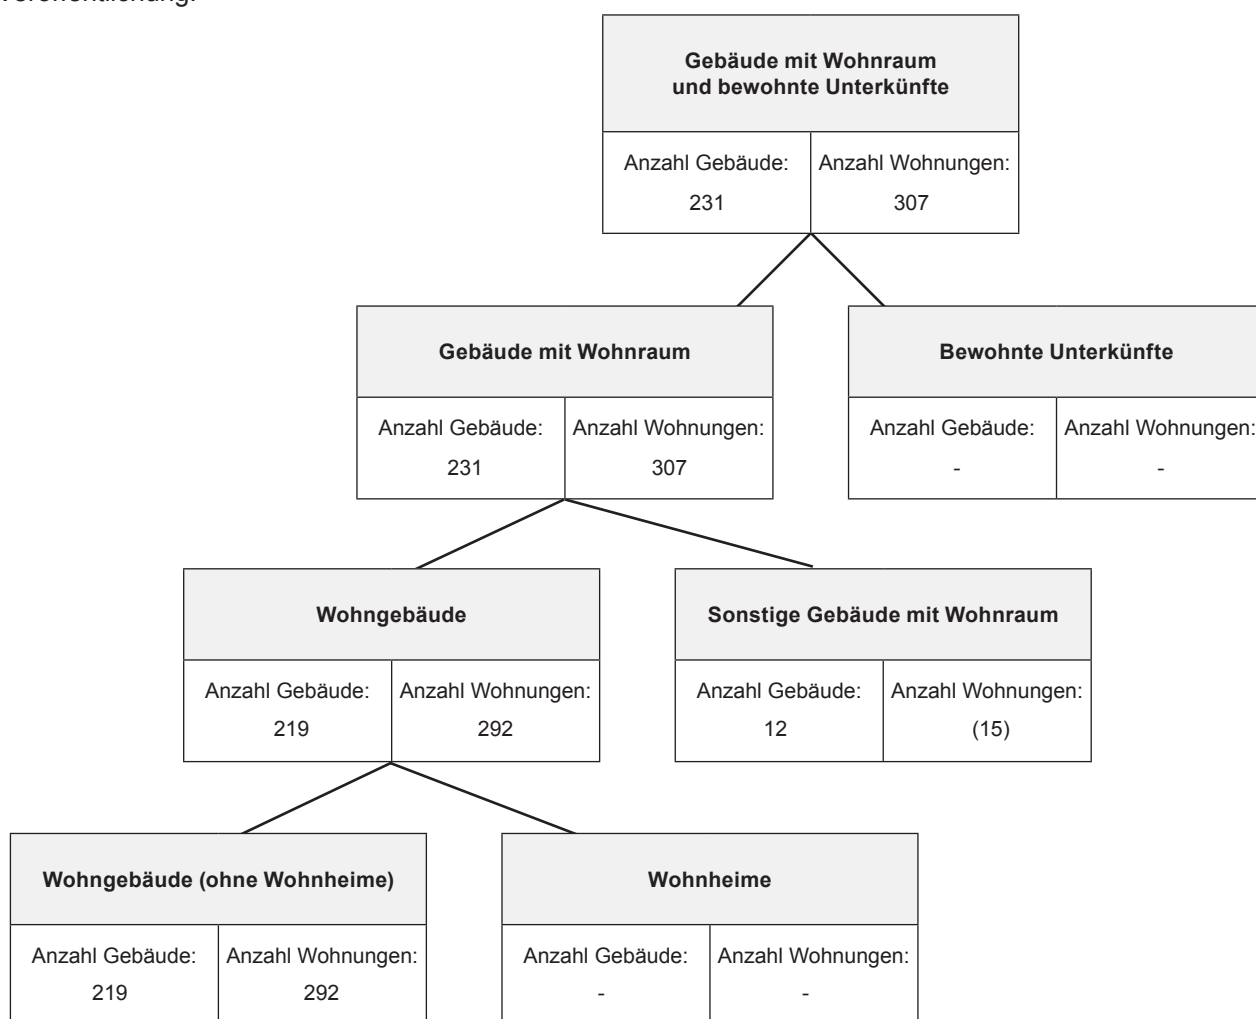 Veröffentlichung.
Gebäude mit Wohnraum
und bewohnte Unterkünfte
Anzahl Gebäude:
231
Anzahl Wohnungen:
307
Gebäude mit Wohnraum
Anzahl Gebäude:
231
Anzahl Wohnungen:
307
Bewohnte Unterkünfte
Anzahl Gebäude:
-
Anzahl Wohnungen:
-
Wohngebäude
Anzahl Gebäude:
219
Anzahl Wohnungen:
292
Sonstige Gebäude mit Wohnraum
Anzahl Gebäude:
12
Anzahl Wohnungen:
(15)
Wohngebäude (ohne Wohnheime)
Anzahl Gebäude:
219
Anzahl Wohnungen:
292
Wohnheime
Anzahl Gebäude:
-
Anzahl Wohnungen:
-